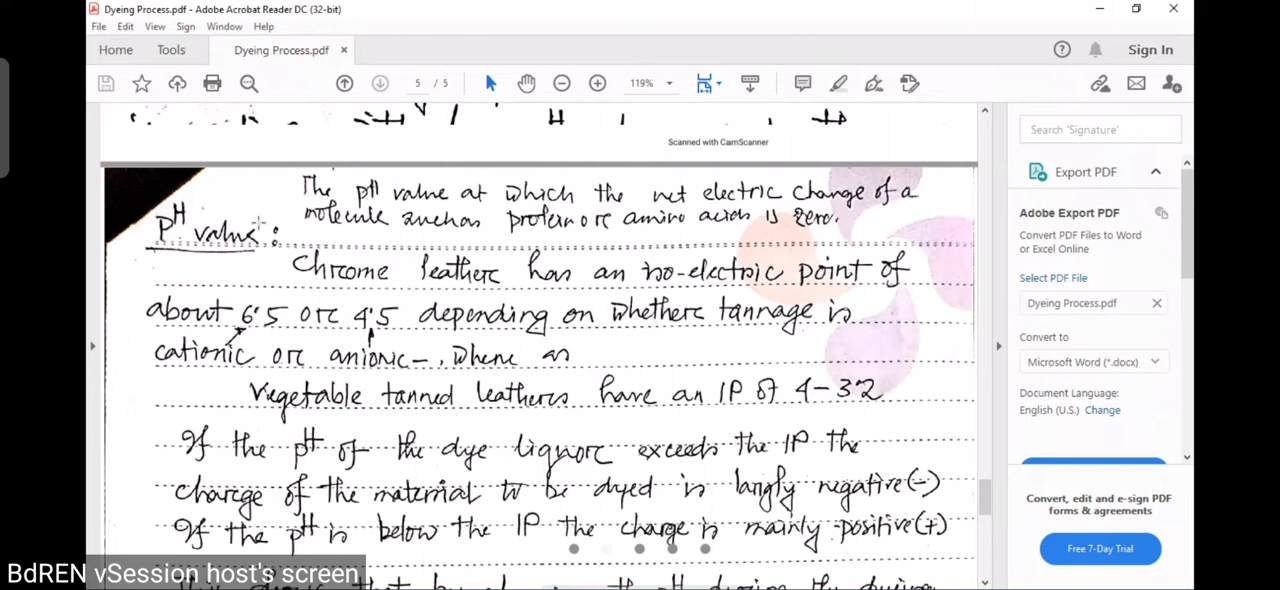 Dyeing Process.pdf - Adobe Acrobat Reader DC (32-bit)
File Edit View Sign Window Help
Home Tools Dyeing Process.pdf × Sign In
5 / 5 119%
Search 'Signature'
Scanned with CamScanner
Export PDF
The pH value at which the net electric change of a
molecule such as protein or amino acids is zero.
PH value:
Adobe Export PDF
Convert PDF Files to Word
or Excel Online
Chrome leather has an iso-electric point of
Select PDF File
Dyeing Process.pdf ×
about 6.5 or 4.5 depending on whether tannage is
Convert to
cationic or anionic -, where as
Microsoft Word (*.docx)
Document Language:
English (U.S.) Change
Vegetable tanned leathers have an IP of 4-32
If the pH of the dye liquor exceeds the IP the
charge of the material to be dyed is largly negative(-)
If the pH is below the IP the charge is mainly positive(+)
Convert, edit and e-sign PDF
forms & agreements
Free 7-Day Trial
BdREN vSession host's screen